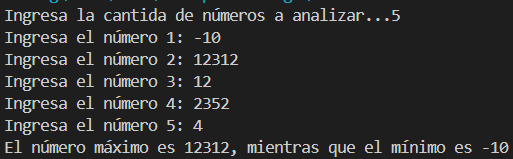 Ingresa la cantida de números a analizar...5
Ingresa el número 1: -10
Ingresa el número 2: 12312
Ingresa el número 3: 12
Ingresa el número 4: 2352
Ingresa el número 5: 4
El número máximo es 12312, mientras que el mínimo es -10